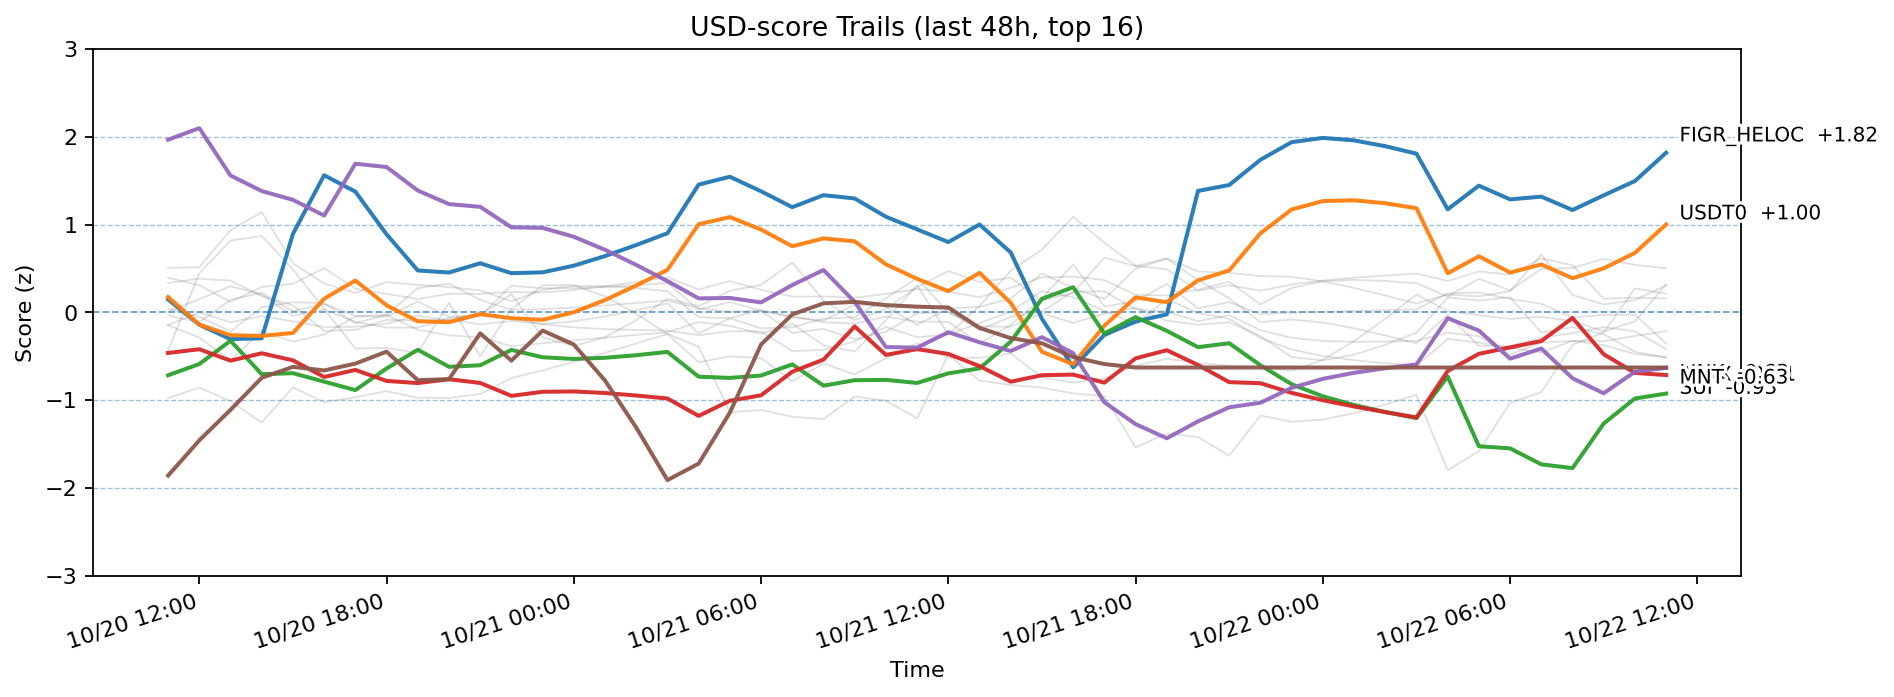 USD-score Trails (last 48h, top 16)
Score (z)
3
2
1
0
−1
−2
−3
FIGR_HELOC +1.82
USDT0 +1.00
MNT -0.63
SUI -0.93
10/20 12:00
10/20 18:00
10/21 00:00
10/21 06:00
10/21 12:00
10/21 18:00
10/22 00:00
10/22 06:00
10/22 12:00
Time